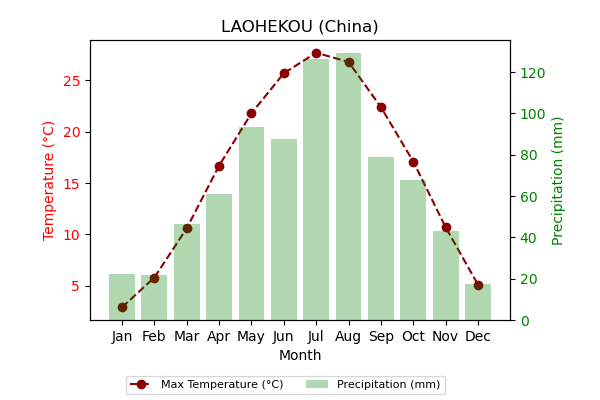 LAOHEKOU (China)
25
20
15
10
5
Temperature (°C)
120
100
80
60
40
20
0
Precipitation (mm)
Jan Feb Mar Apr May Jun Jul Aug Sep Oct Nov Dec
Month
Max Temperature (°C) Precipitation (mm)